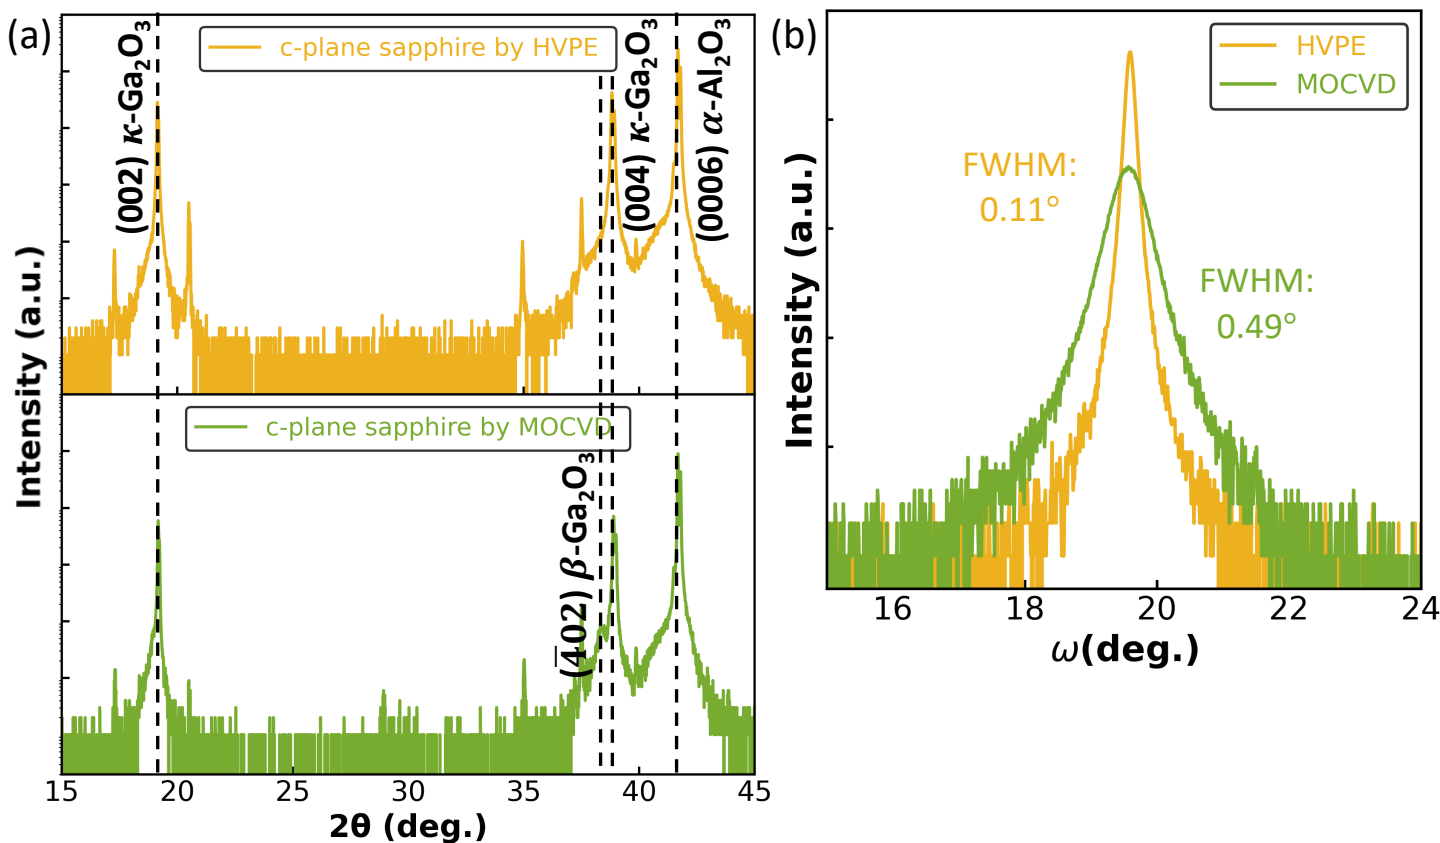 (a)
c-plane sapphire by HVPE
(002) κ-Ga₂O₃
(004) κ-Ga₂O₃
(0006) α-Al₂O₃
c-plane sapphire by MOCVD
(4̅02) β-Ga₂O₃
Intensity (a.u.)
15 20 25 30 35 40 45
2θ (deg.)
(b)
HVPE
MOCVD
FWHM:
0.11°
FWHM:
0.49°
Intensity (a.u.)
16 18 20 22 24
ω(deg.)